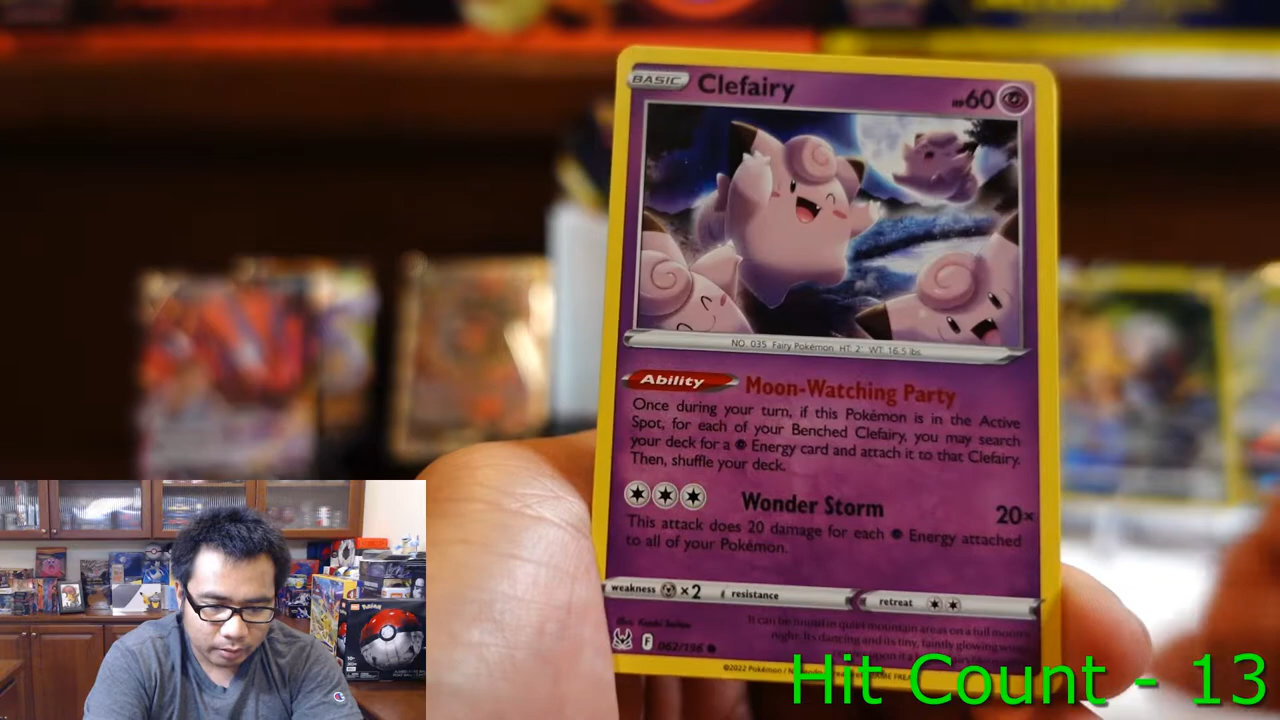 BASIC Clefairy HP60
NO. 035 Fairy Pokémon HT: 2' WT: 16.5 lbs.
Ability Moon-Watching Party
Once during your turn, if this Pokémon is in the Active
Spot, for each of your Benched Clefairy, you may search
your deck for a Energy card and attach it to that Clefairy.
Then, shuffle your deck.
Wonder Storm 20×
This attack does 20 damage for each Energy attached
to all of your Pokémon.
weakness ×2 resistance retreat
It can be found in quiet mountain areas on a full moon's
night. Its dancing and its tiny, faintly glowing wings
F 062/196
©2022 Pokémon
Hit Count - 13